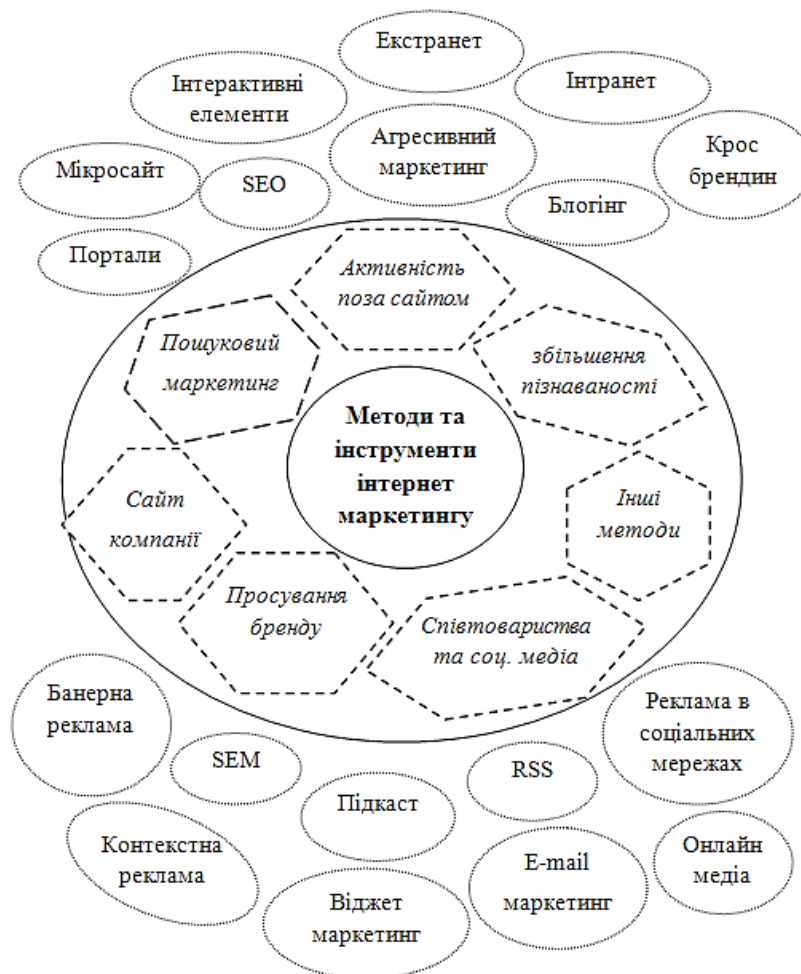 Екстранет
Інтерактивні
елементи
Інтранет
Агресивний
маркетинг
Крос
брендин
Мікросайт
SEO
Блогінг
Портали
Активність
поза сайтом
Пошуковий
маркетинг
збільшення
пізнаваності
Методи та
інструменти
інтернет
маркетингу
Сайт
компанії
Інші
методи
Просування
бренду
Співтовариства
та соц. медіа
Банерна
реклама
Реклама в
соціальних
мережах
SEM
RSS
Підкаст
Контекстна
реклама
E-mail
маркетинг
Онлайн
медіа
Віджет
маркетинг